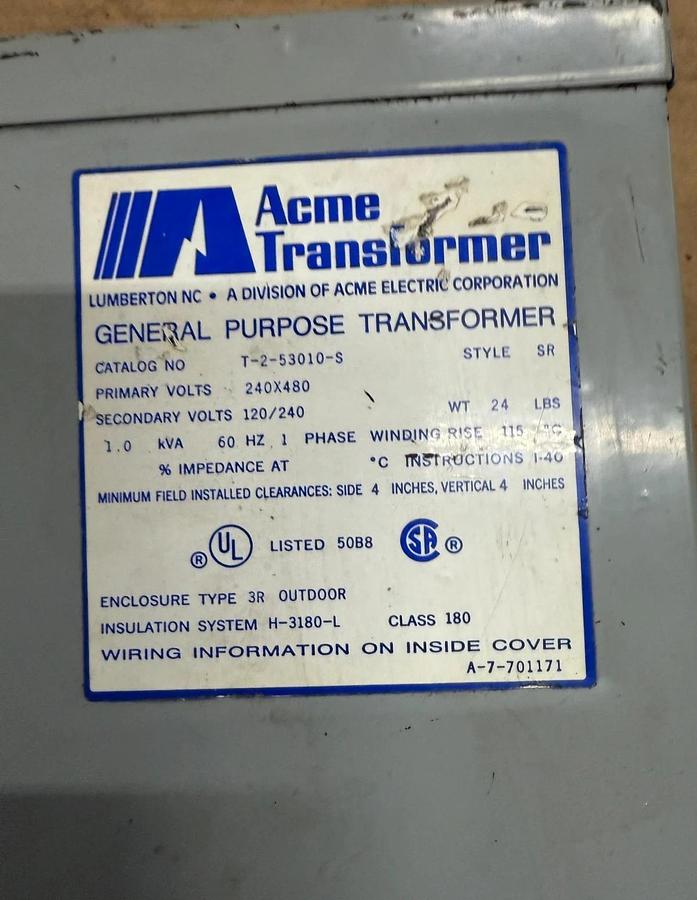 Acme
Transformer
LUMBERTON NC • A DIVISION OF ACME ELECTRIC CORPORATION
GENERAL PURPOSE TRANSFORMER
CATALOG NO T-2-53010-S STYLE SR
PRIMARY VOLTS 240X480
SECONDARY VOLTS 120/240 WT 24 LBS
1.0 kVA 60 HZ 1 PHASE WINDING RISE 115 °C
% IMPEDANCE AT °C INSTRUCTIONS I-40
MINIMUM FIELD INSTALLED CLEARANCES: SIDE 4 INCHES, VERTICAL 4 INCHES
® UL LISTED 50B8 SA ®
ENCLOSURE TYPE 3R OUTDOOR
INSULATION SYSTEM H-3180-L CLASS 180
WIRING INFORMATION ON INSIDE COVER
A-7-701171